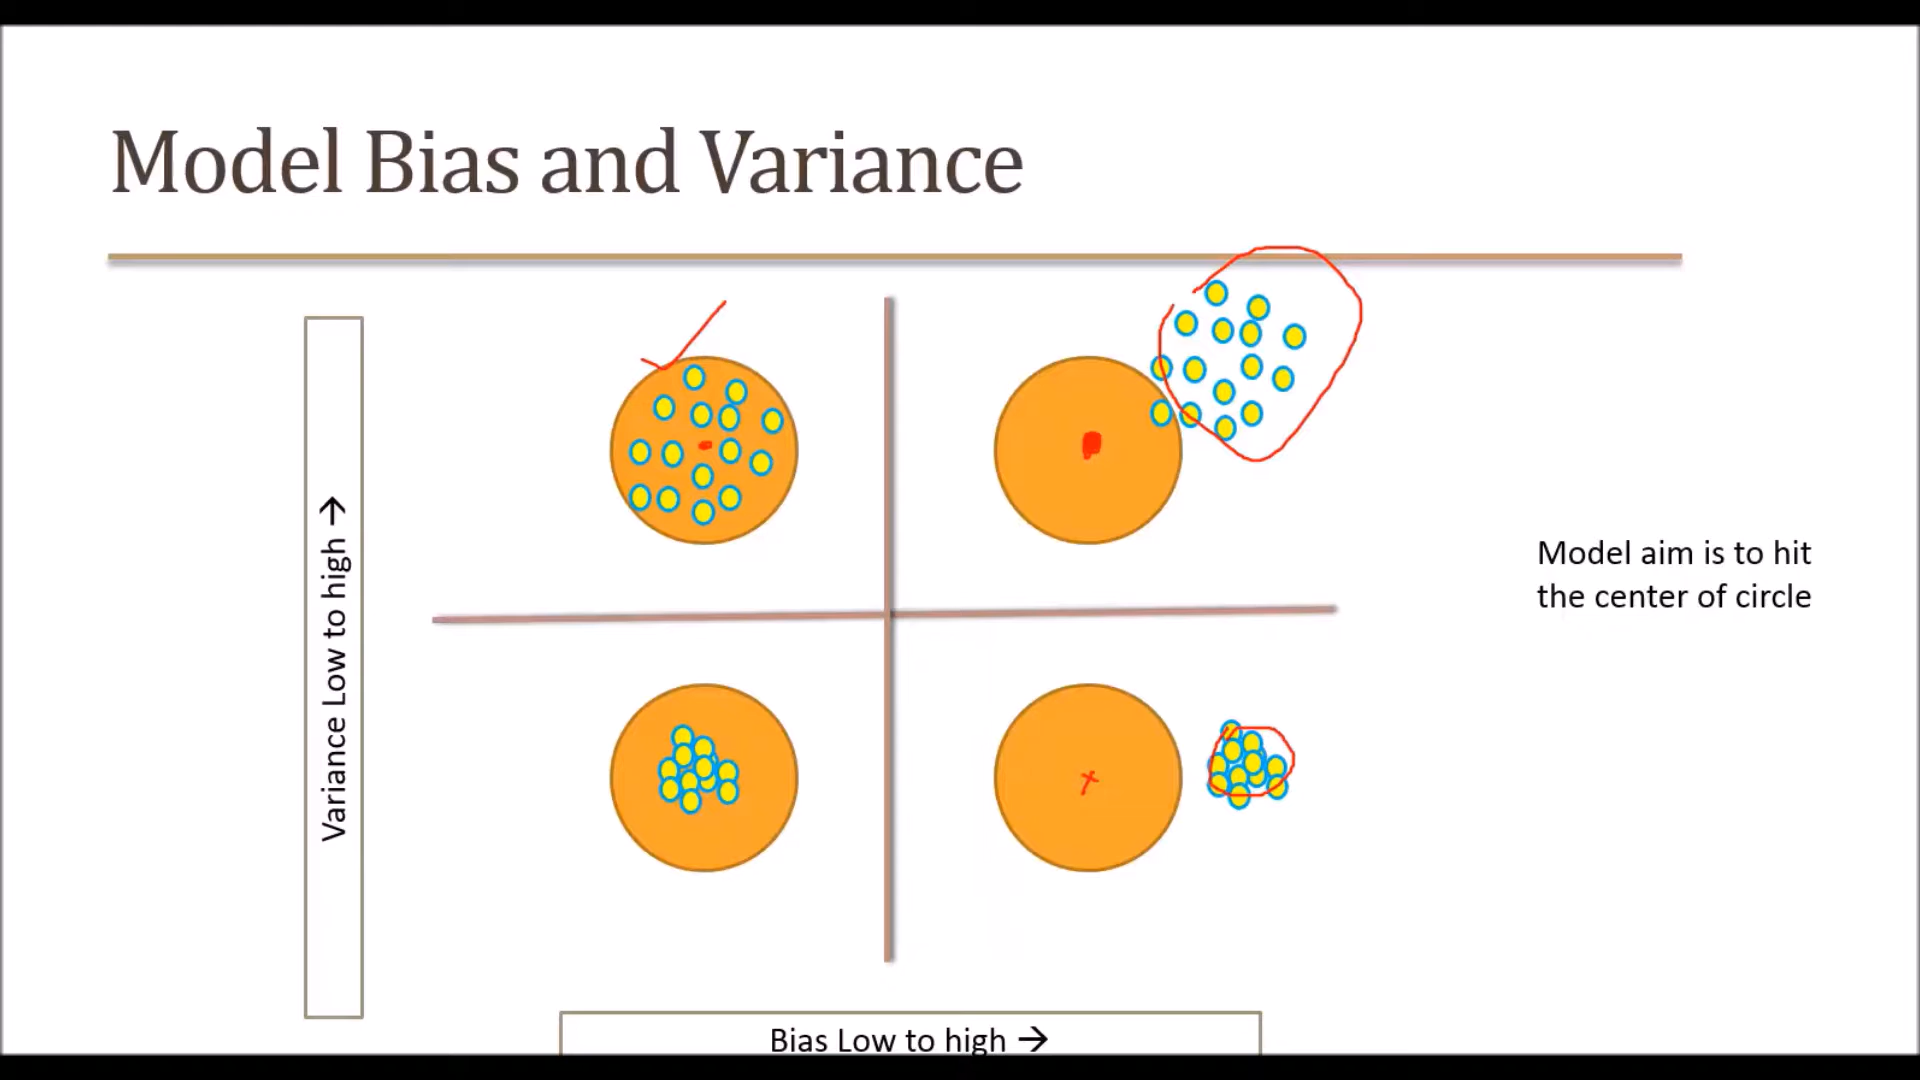 Model Bias and Variance
Variance Low to high →
Model aim is to hit
the center of circle
Bias Low to high →